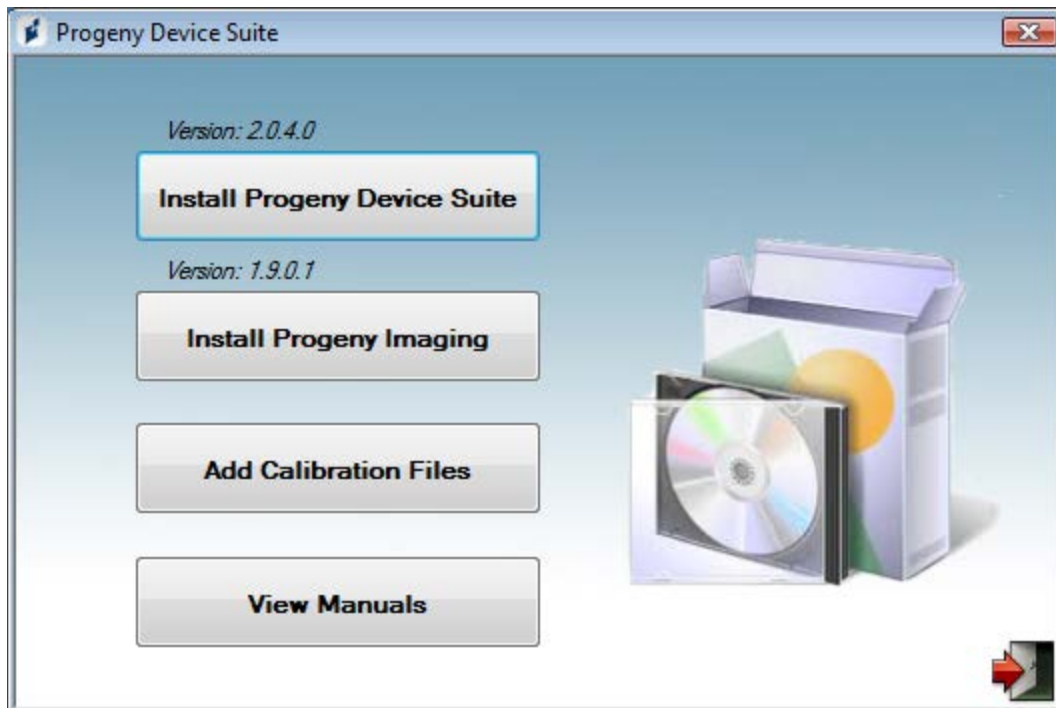 Progeny Device Suite
Version: 2.0.4.0
Install Progeny Device Suite
Version: 1.9.0.1
Install Progeny Imaging
Add Calibration Files
View Manuals